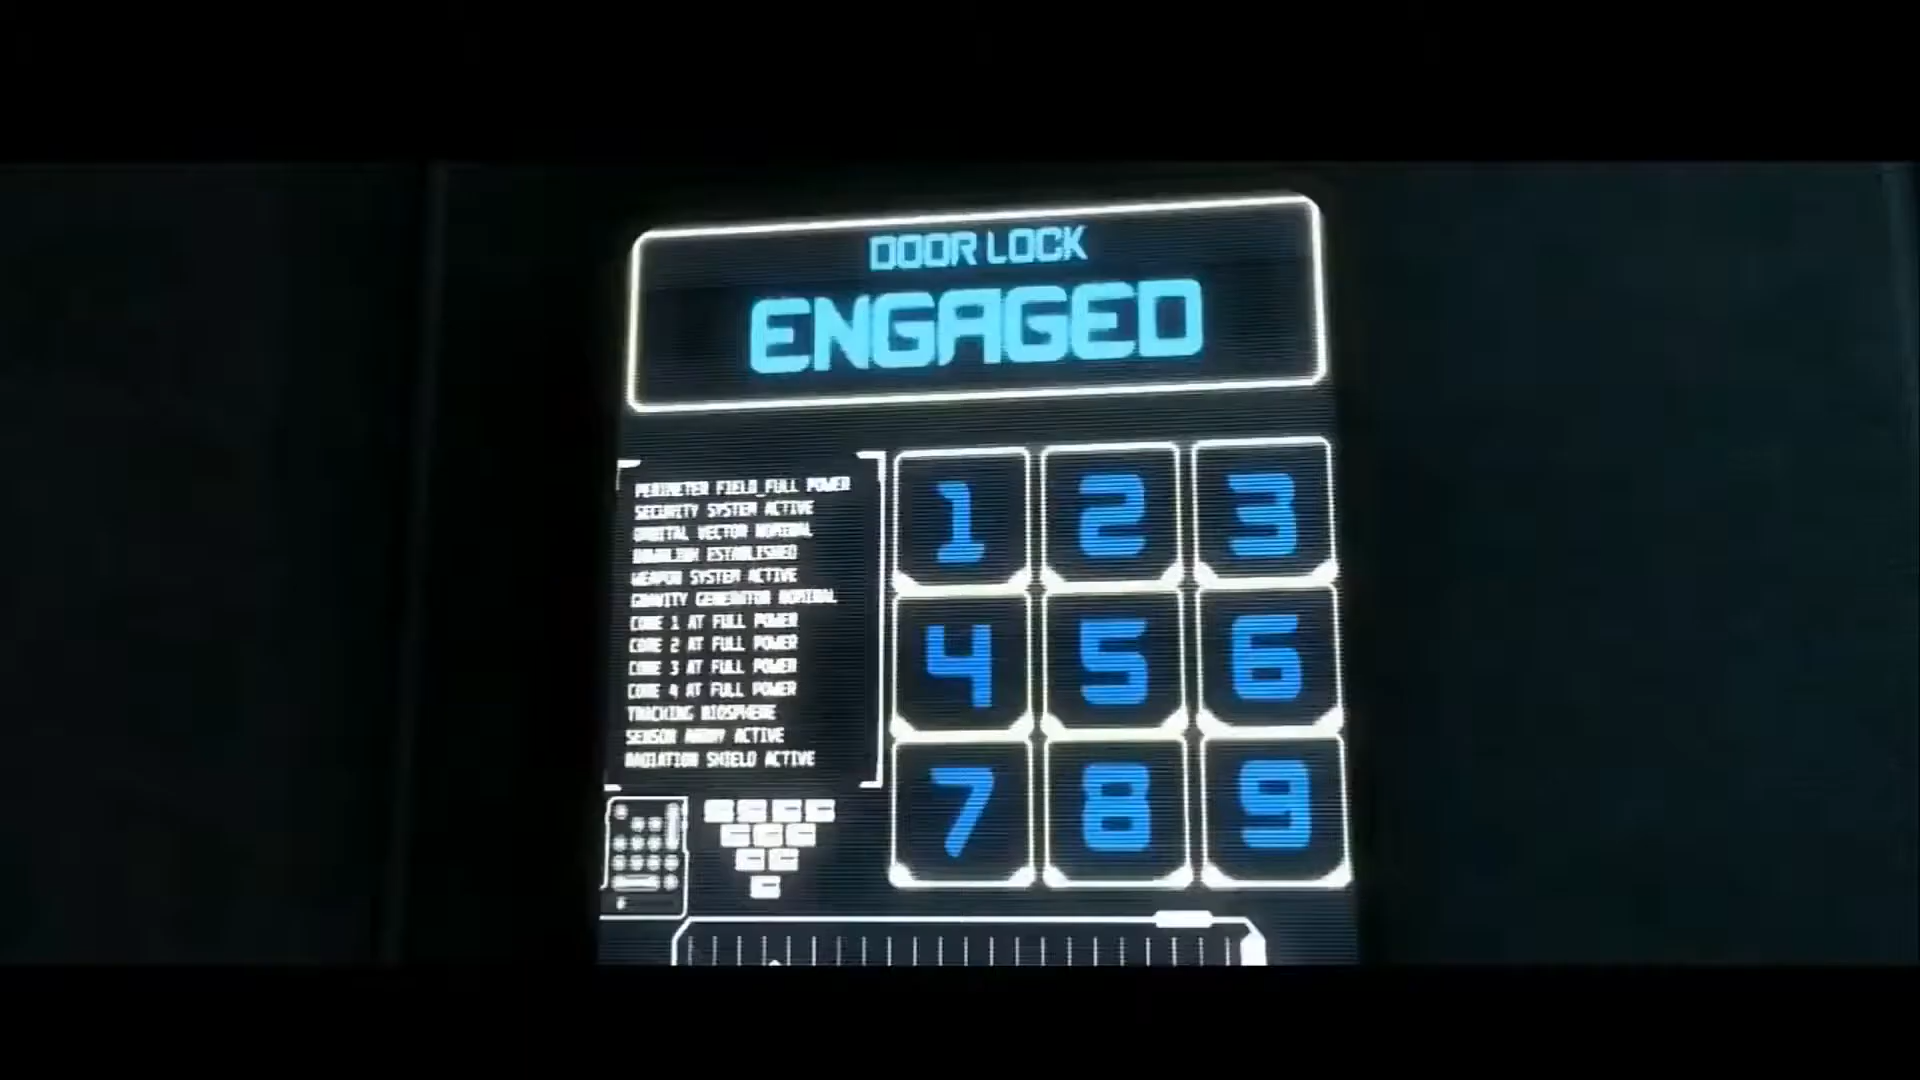 DOOR LOCK
ENGAGED
PERIMETER FIELD_FULL POWER
SECURITY SYSTEM ACTIVE
ORBITAL VECTOR NOMINAL
DOWNLINK ESTABLISHED
WEAPON SYSTEM ACTIVE
GRAVITY GENERATOR NOMINAL
CORE 1 AT FULL POWER
CORE 2 AT FULL POWER
CORE 3 AT FULL POWER
CORE 4 AT FULL POWER
TRACKING BIOSPHERE
SENSOR ARRAY ACTIVE
RADIATION SHIELD ACTIVE
1 2 3
4 5 6
7 8 9